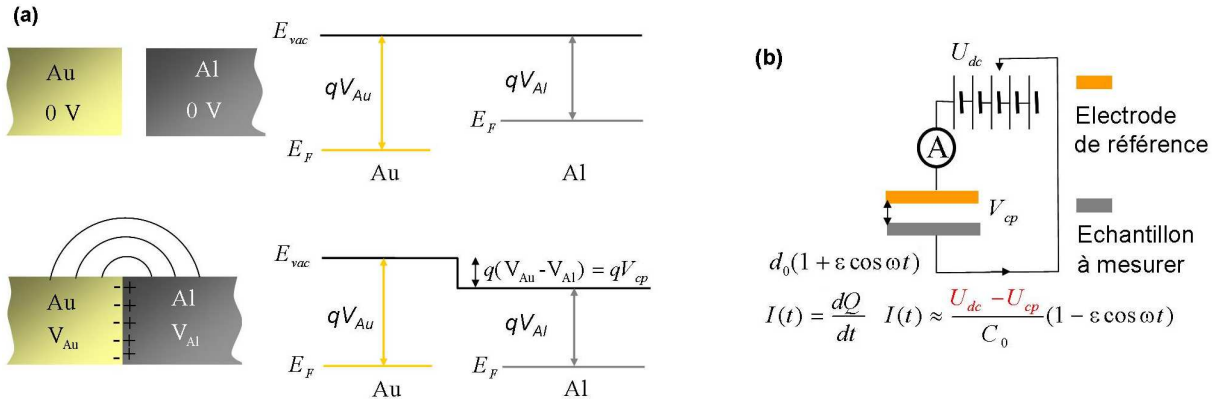 (a)
Au
0 V
Al
0 V
E_vac
qV_Au
qV_Al
E_F
E_F
Au
Al
Au
V_Au
- +
- +
- +
- +
- +
Al
V_Al
E_vac
q(V_Au -V_Al) = qV_cp
qV_Au
qV_Al
E_F
E_F
Au
Al
(b)
U_dc
A
V_cp
Electrode
de référence
Echantillon
à mesurer
d_0(1 + ε cos ωt)
I(t) = dQ/dt I(t) ≈ (U_dc - U_cp)/C_0 (1 - ε cos ωt)